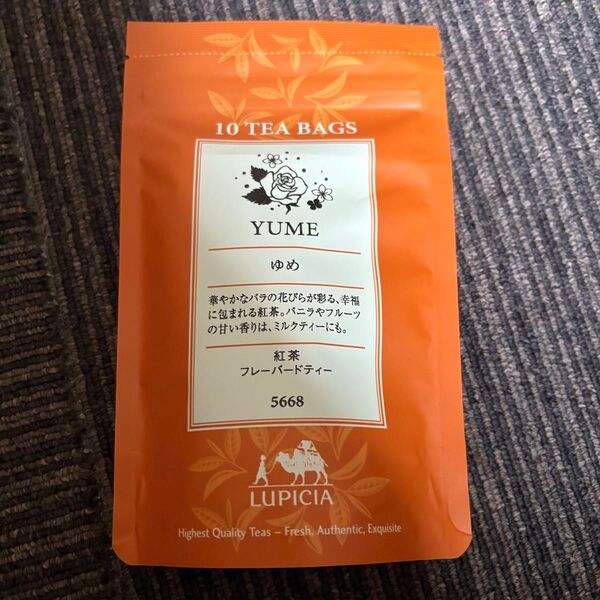 10 TEA BAGS
YUME
ゆめ
華やかなバラの花びらが彩る、幸福
に包まれる紅茶。バニラやフルーツ
の甘い香りは、ミルクティーにも。
紅茶
フレーバードティー
5668
LUPICIA
Highest Quality Teas – Fresh, Authentic, Exquisite